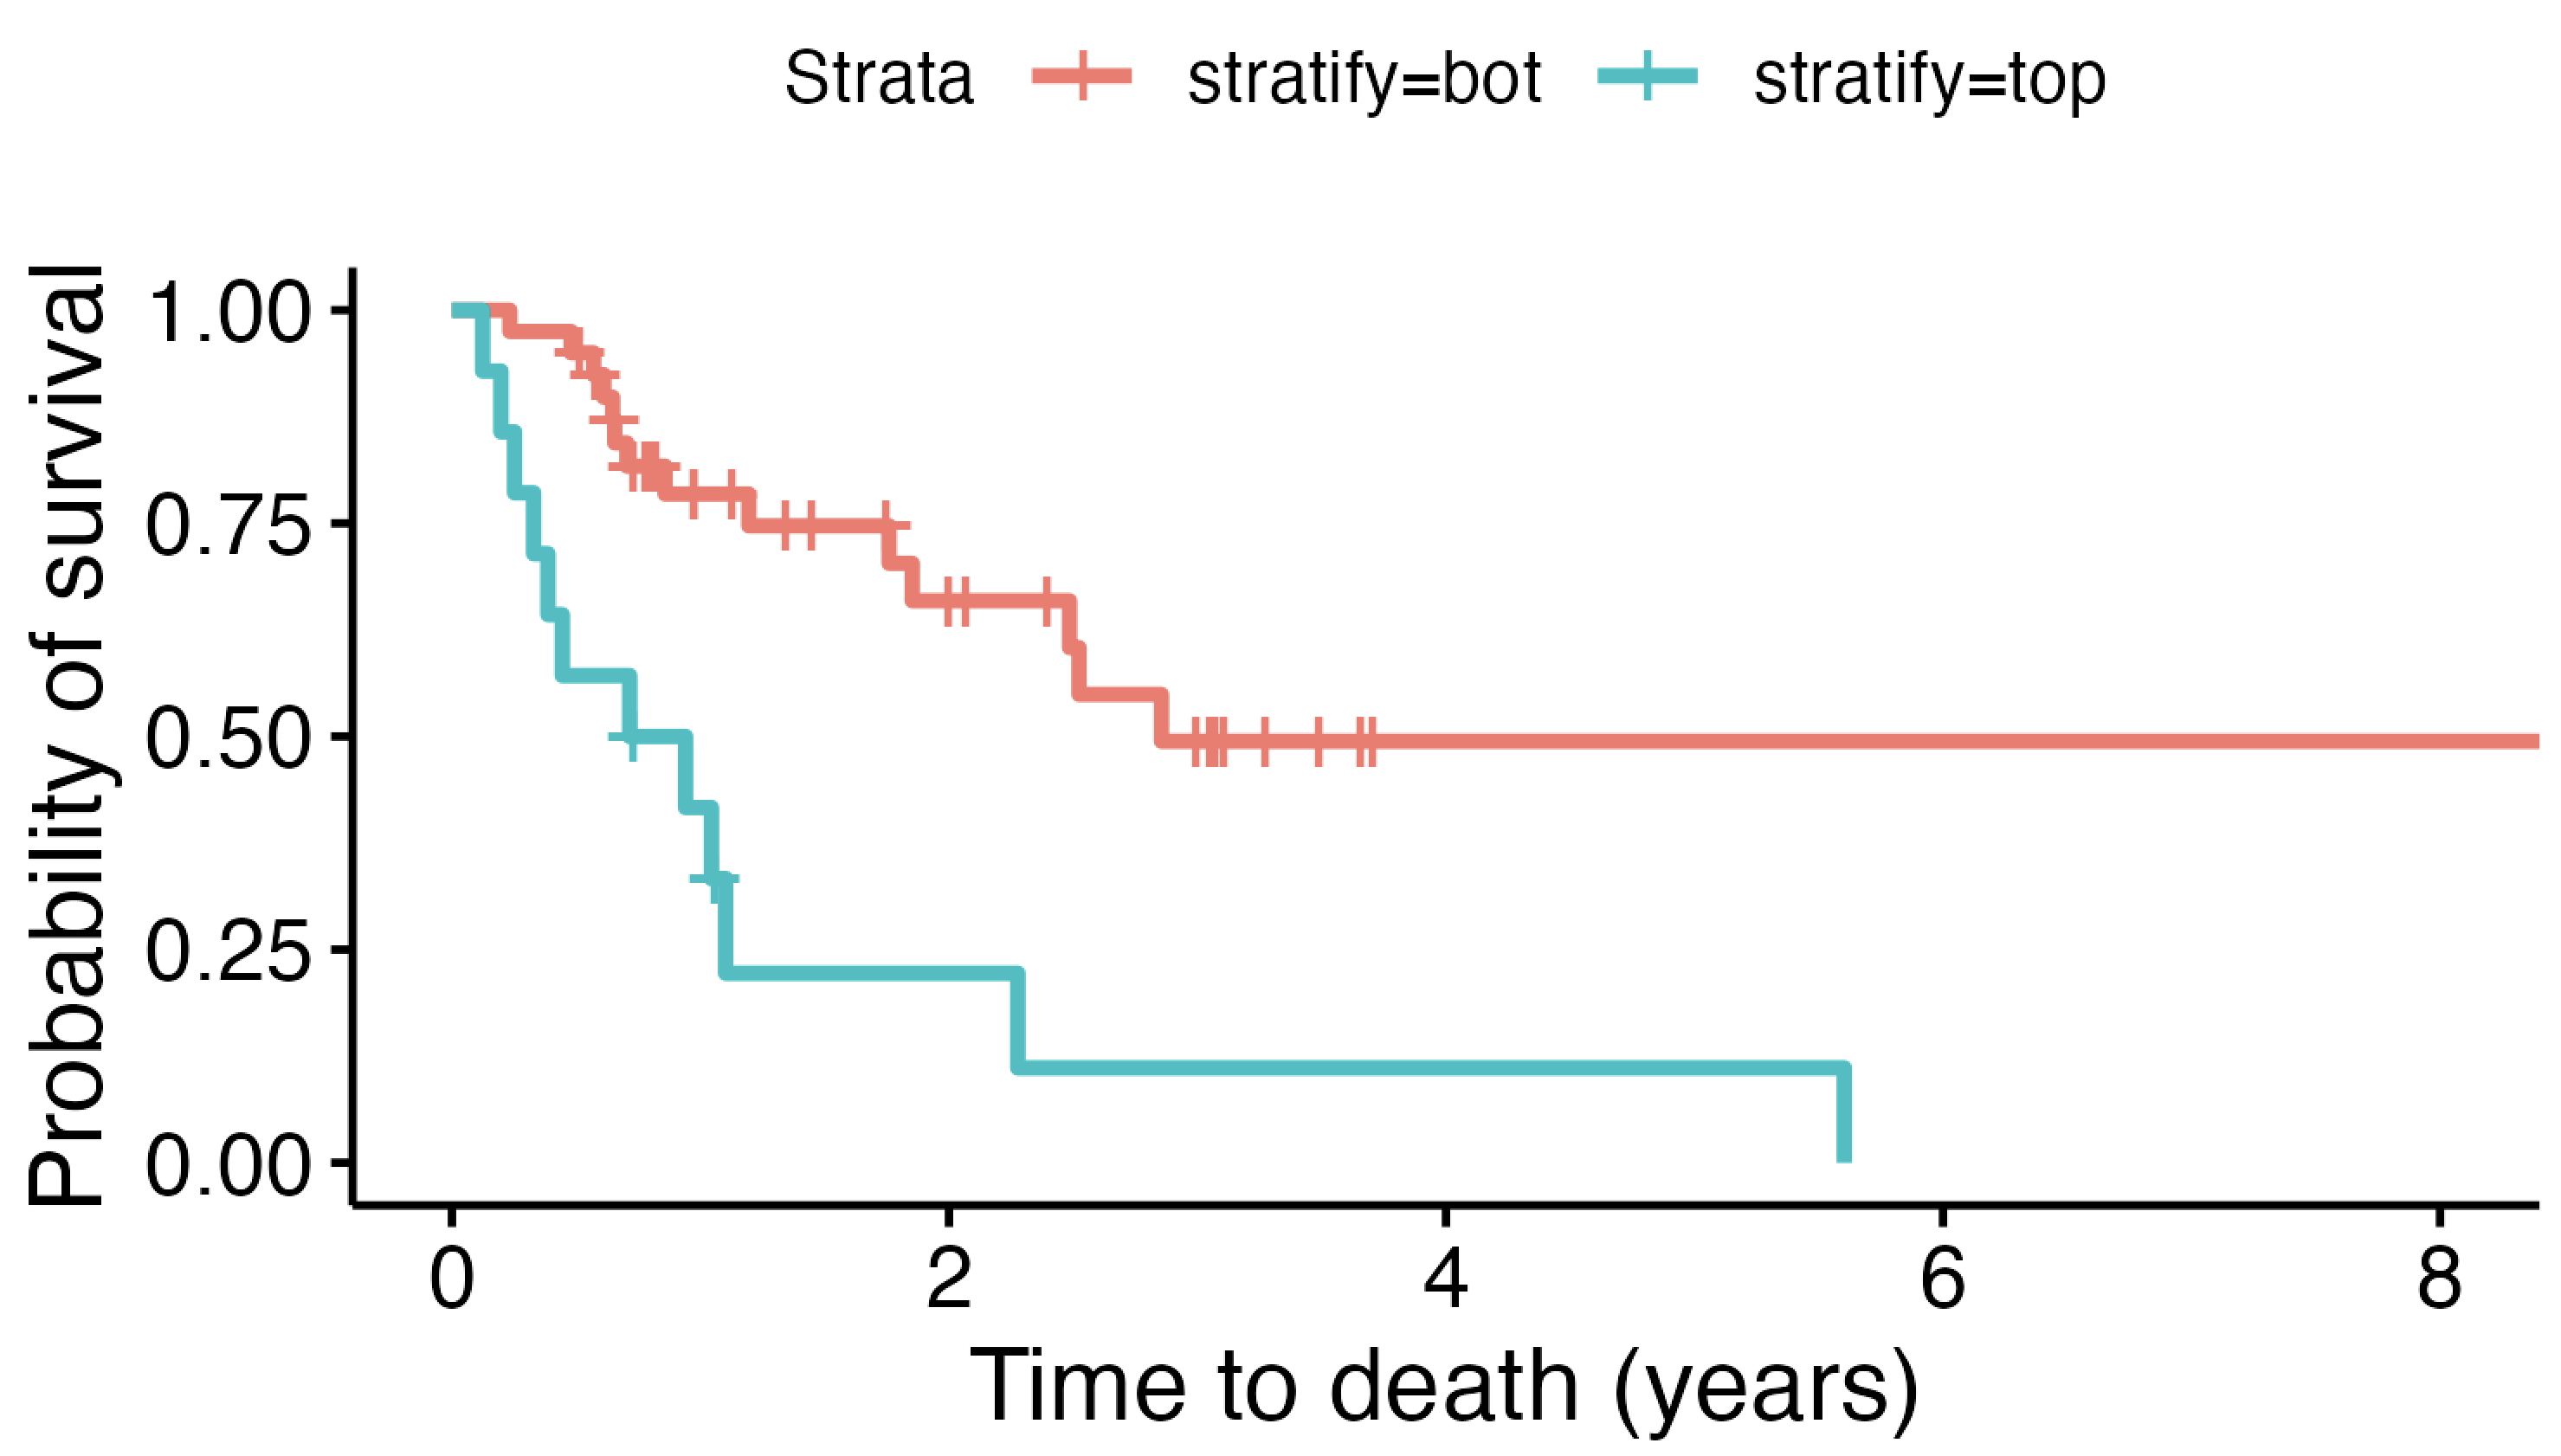 Strata stratify=bot stratify=top
Probability of survival
1.00
0.75
0.50
0.25
0.00
0 2 4 6 8
Time to death (years)